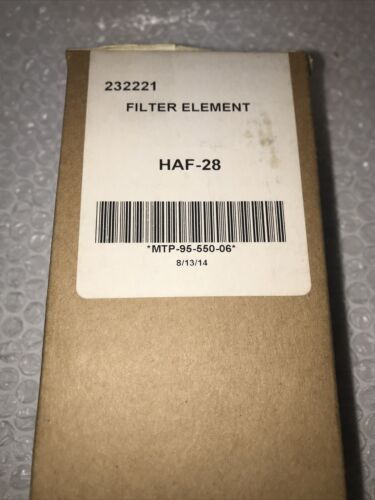 232221
FILTER ELEMENT
HAF-28
*MTP-95-550-06*
8/13/14